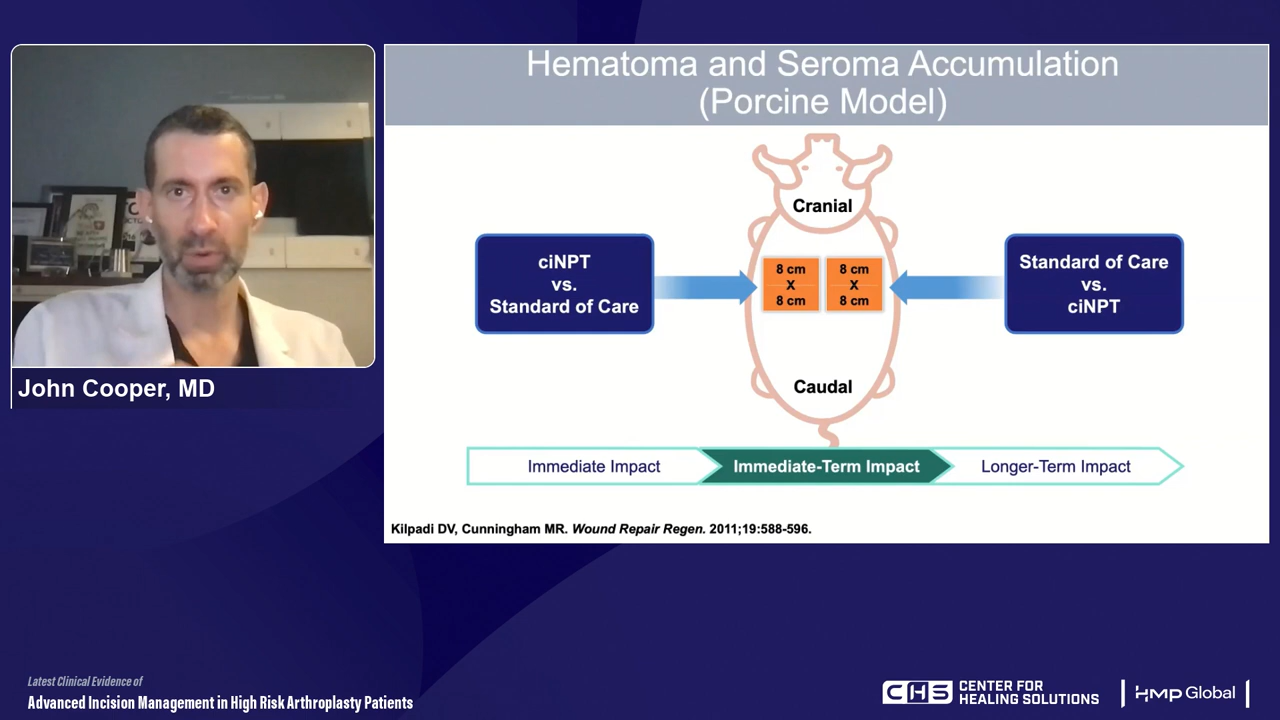 Hematoma and Seroma Accumulation
(Porcine Model)
Cranial
ciNPT
vs.
Standard of Care
8 cm
X
8 cm
8 cm
X
8 cm
Standard of Care
vs.
ciNPT
Caudal
Immediate Impact
Immediate-Term Impact
Longer-Term Impact
Kilpadi DV, Cunningham MR. Wound Repair Regen. 2011;19:588-596.
John Cooper, MD
Latest Clinical Evidence of
Advanced Incision Management in High Risk Arthroplasty Patients
CHS
CENTER FOR
HEALING SOLUTIONS
HMP Global